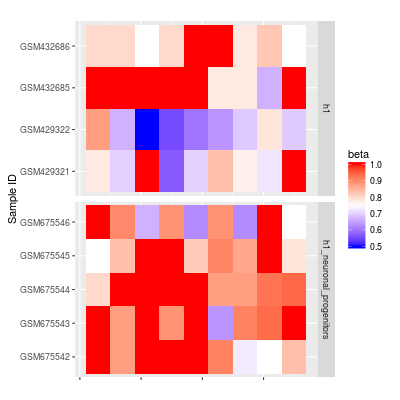 Sample ID
GSM432686
GSM432685
GSM429322
GSM429321
h1
GSM675546
GSM675545
GSM675544
GSM675543
GSM675542
h1_neuronal_progenitors
beta
1.0
0.9
0.8
0.7
0.6
0.5